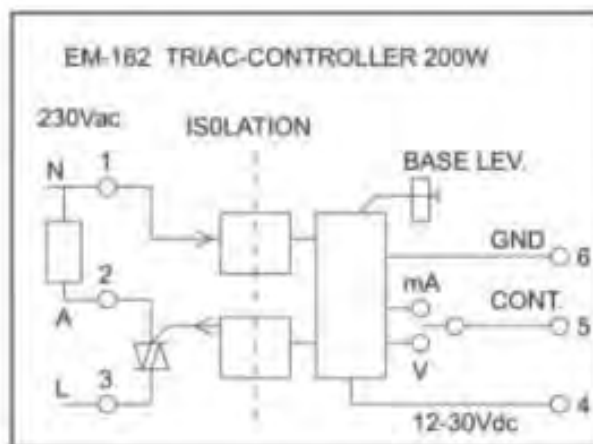 EM-162 TRIAC-CONTROLLER 200W
230Vac
ISOLATION
N 1
BASE LEV.
GND 6
2
mA
CONT.
A
5
L 3
V
4
12-30Vdc